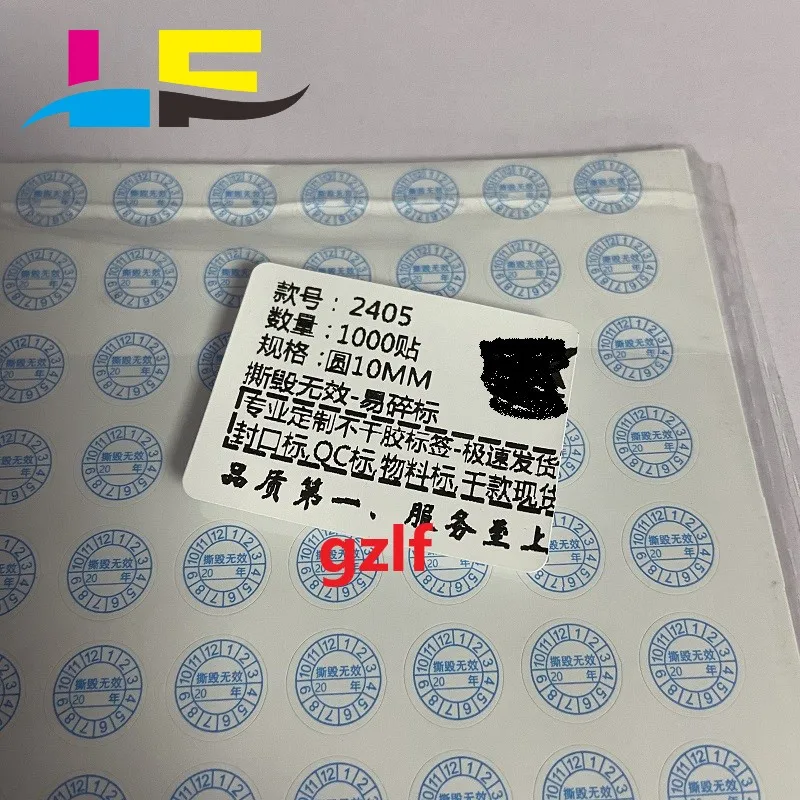 LF
款号：2405
数量：1000贴
规格：圆10MM
撕毁无效-易碎标
专业定制不干胶标签-极速发货
封口标,QC标,物料标,千款现货
品质第一、服务至上
gzlf
撕毁无效
20 年
1 2 3 4 5 6 7 8 9 10 11 12